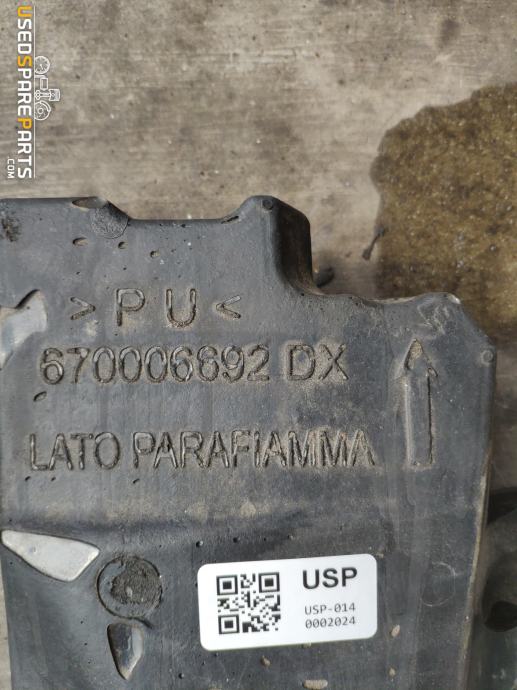 USEDSPAREPARTS
.COM
>PU<
670006892 DX
LATO PARAFIAMMA
USP
USP-014
0002024